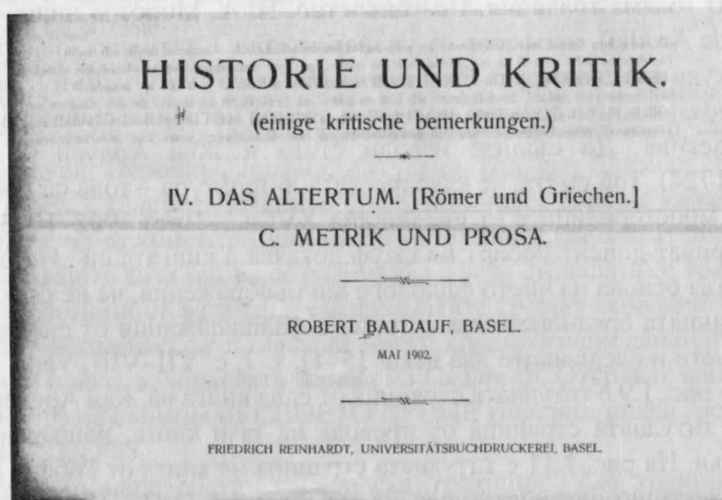 HISTORIE UND KRITIK
(einige kritische bemerkungen.)
IV. DAS ALTERTUM. [Römer und Griechen.]
C. METRIK UND PROSA.
ROBERT BALDAUF, BASEL.
MAI 1902.
FRIEDRICH REINHARDT, UNIVERSITÄTSBUCHDRUCKEREI, BASEL.